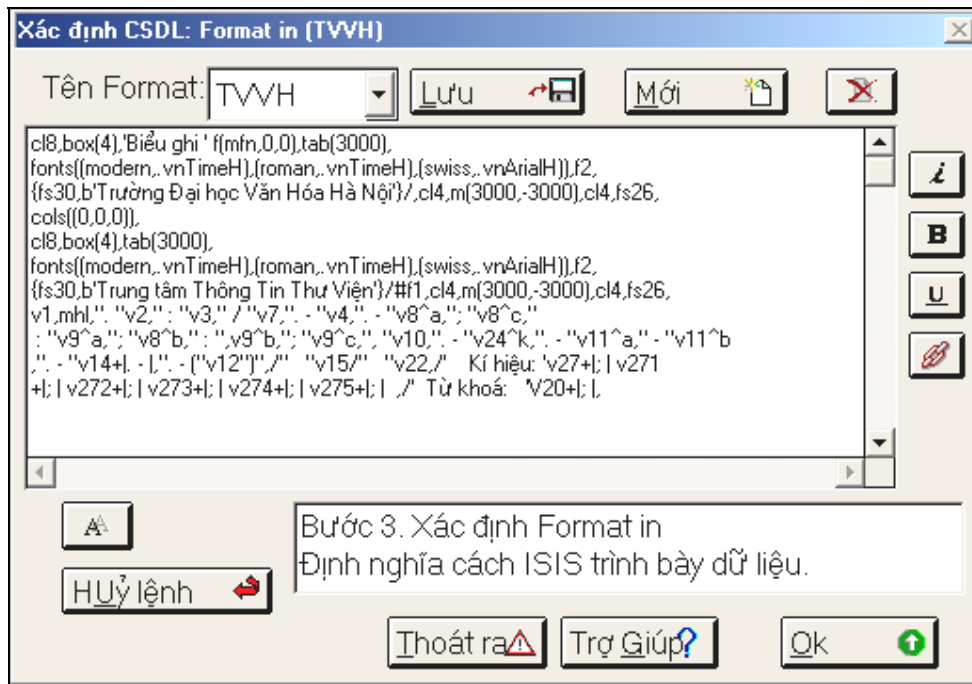 Xác định CSDL: Format in (TVVH)
Tên Format: TVVH Lưu Mới
cl8,box(4),'Biểu ghi ' f(mfn,0,0),tab(3000),
fonts((modern,.vnTimeH),(roman,.vnTimeH),(swiss,.vnArialH)),f2,
{fs30,b'Trường Đại học Văn Hóa Hà Nội'}/,cl4,m(3000,-3000),cl4,fs26,
cols((0,0,0)),
cl8,box(4),tab(3000),
fonts((modern,.vnTimeH),(roman,.vnTimeH),(swiss,.vnArialH)),f2,
{fs30,b'Trung tâm Thông Tin Thư Viện'}/#f1,cl4,m(3000,-3000),cl4,fs26,
v1,mhl,". "v2," : "v3," / "v7,". - "v4,". - "v8^a,"; "v8^c,"
: "v9^a,"; "v8^b," : ",v9^b,"; "v9^c,", "v10,". - "v24^k,". - "v11^a," - "v11^b
,". - "v14+|. - |,". - ("v12")",/"   "v15/"   "v22,/'   Kí hiệu: 'v27+|; | v271
+|; | v272+|; | v273+|; | v274+|; | v275+|; |  ,/'  Từ khoá:   'V20+|; |,
i
B
U
AA
Bước 3. Xác định Format in
Định nghĩa cách ISIS trình bày dữ liệu.
HUỷ lệnh
Thoát ra Trợ Giúp? Ok